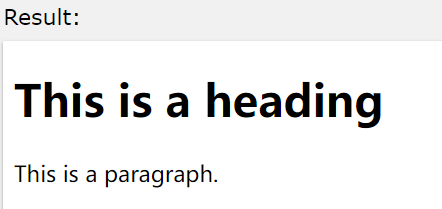 Result:
This is a heading
This is a paragraph.